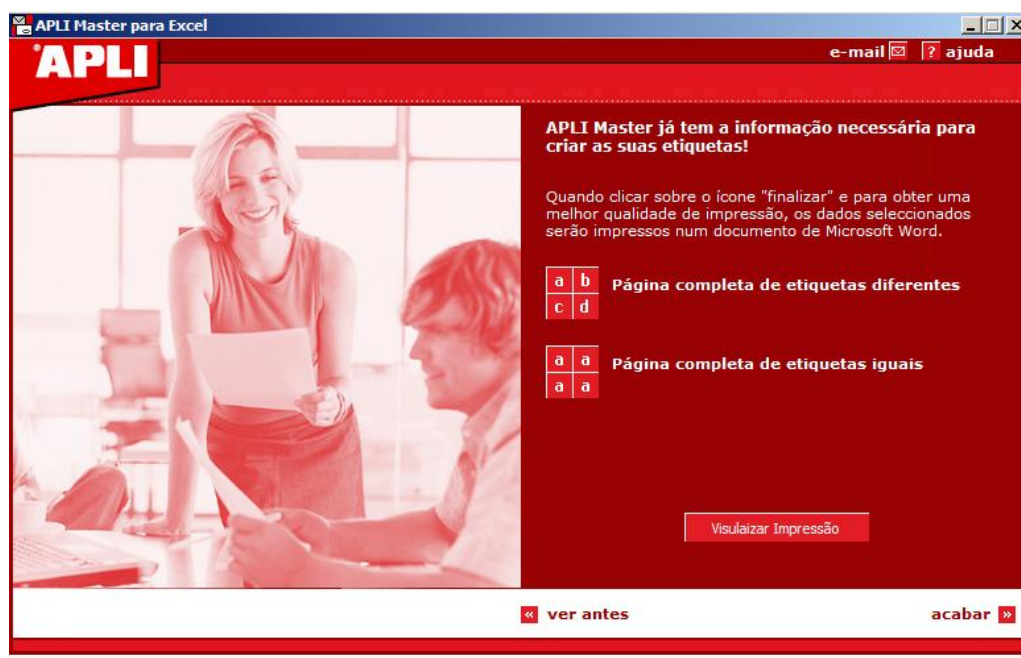 APLI Master para Excel
APLI
e-mail ? ajuda
APLI Master já tem a informação necessária para
criar as suas etiquetas!
Quando clicar sobre o ícone "finalizar" e para obter uma
melhor qualidade de impressão, os dados seleccionados
serão impressos num documento de Microsoft Word.
a b
c d
Página completa de etiquetas diferentes
a a
a a
Página completa de etiquetas iguais
Visulaizar Impressão
« ver antes
acabar »